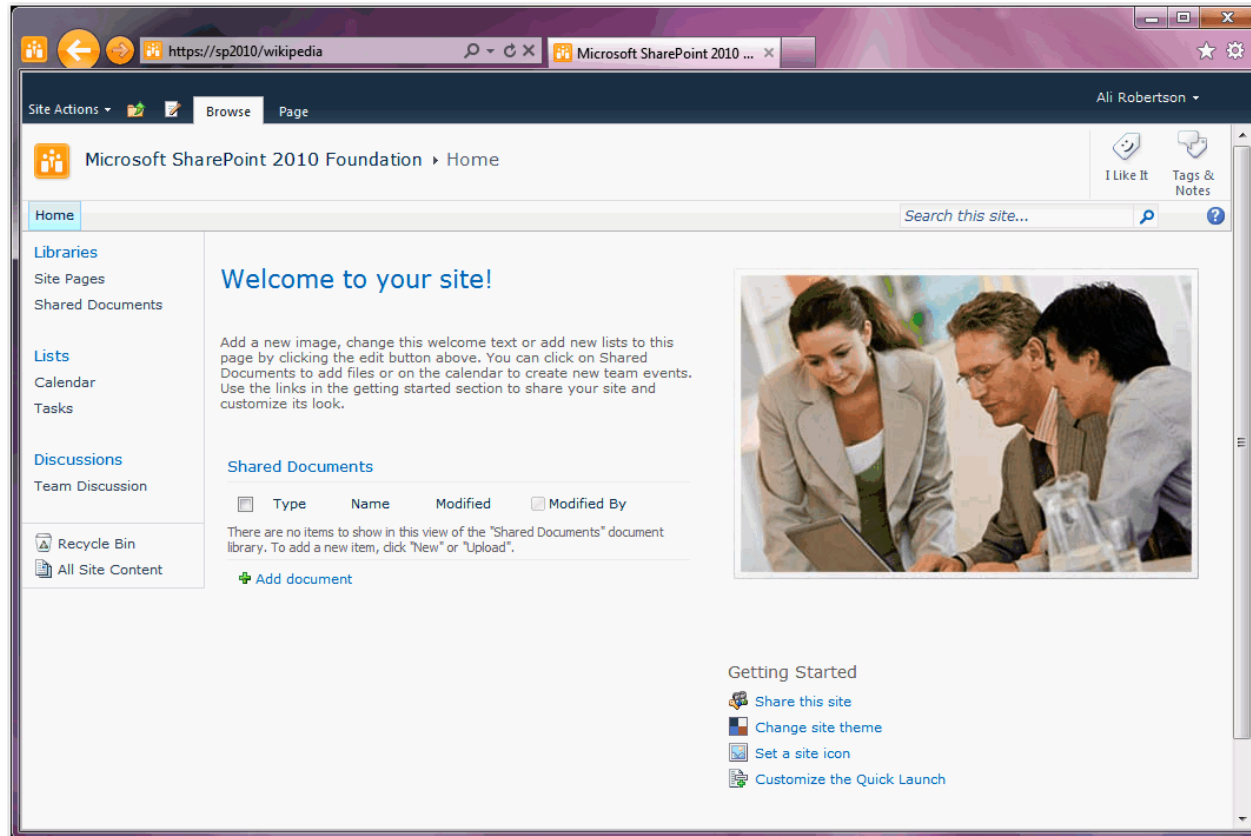 https://sp2010/wikipedia
Microsoft SharePoint 2010 ...
Site Actions
Browse
Page
Ali Robertson
Microsoft SharePoint 2010 Foundation Home
I Like It
Tags &
Notes
Home
Search this site...
Libraries
Site Pages
Shared Documents
Lists
Calendar
Tasks
Discussions
Team Discussion
Recycle Bin
All Site Content
Welcome to your site!
Add a new image, change this welcome text or add new lists to this
page by clicking the edit button above. You can click on Shared
Documents to add files or on the calendar to create new team events.
Use the links in the getting started section to share your site and
customize its look.
Shared Documents
Type Name Modified Modified By
There are no items to show in this view of the "Shared Documents" document
library. To add a new item, click "New" or "Upload".
Add document
Getting Started
Share this site
Change site theme
Set a site icon
Customize the Quick Launch